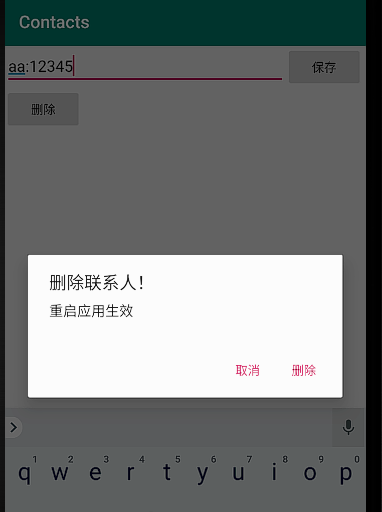 Contacts
aa:12345
保存
删除
删除联系人！
重启应用生效
取消 删除
1 2 3 4 5 6 7 8 9 0
q w e r t y u i o p